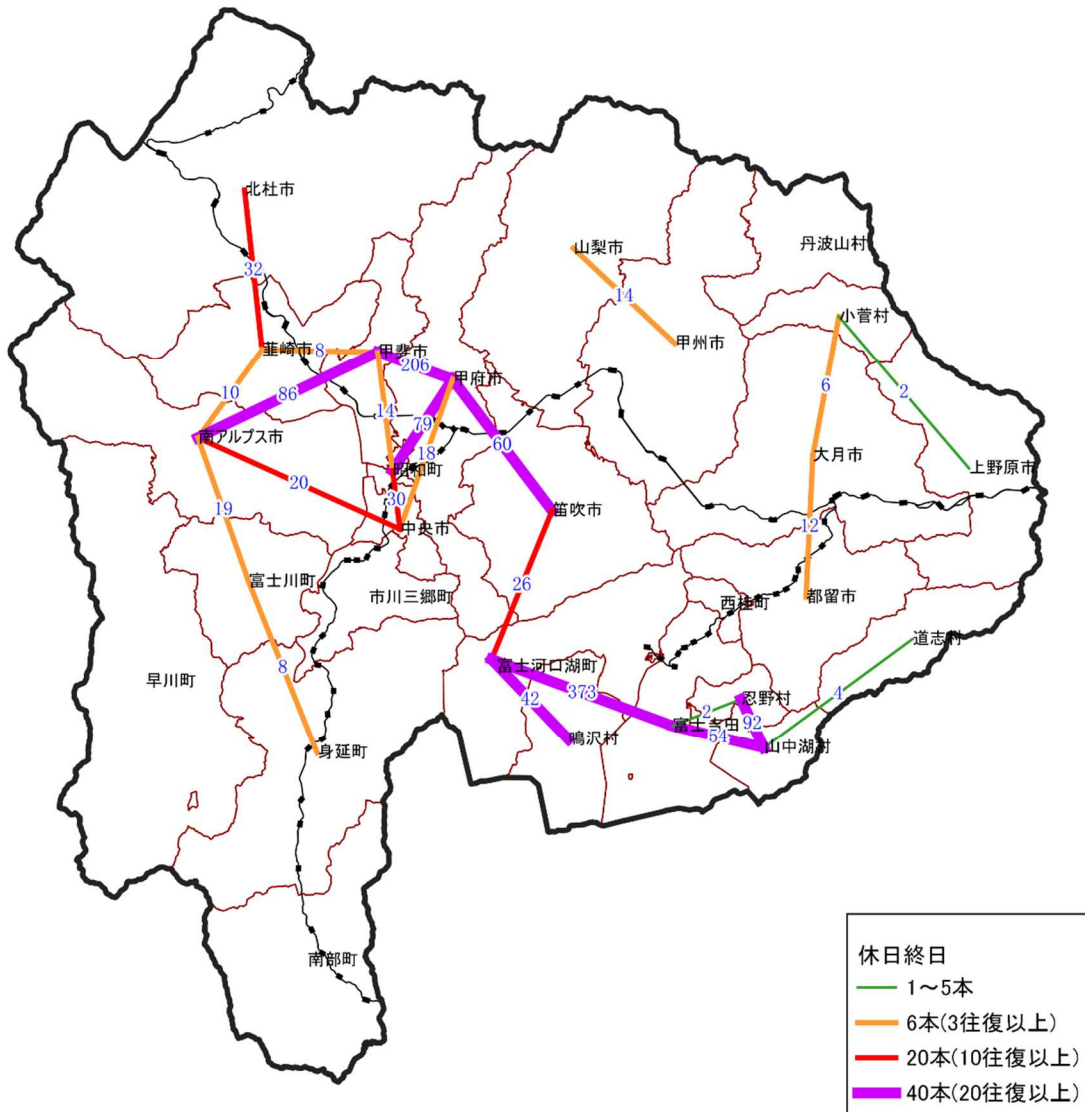 北杜市
山梨市
丹波山村
32
14
小菅村
韮崎市
8
甲斐市
甲州市
206
甲府市
6
2
10
86
14
79
18
60
南アルプス市
大月市
上野原市
昭和町
20
30
19
笛吹市
中央市
12
富士川町
市川三郷町
26
西桂町
都留市
道志村
早川町
8
富士河口湖町
373
42
忍野村
2
4
富士吉田
92
54
鳴沢村
山中湖村
身延町
南部町
休日終日
1～5本
6本(3往復以上)
20本(10往復以上)
40本(20往復以上)